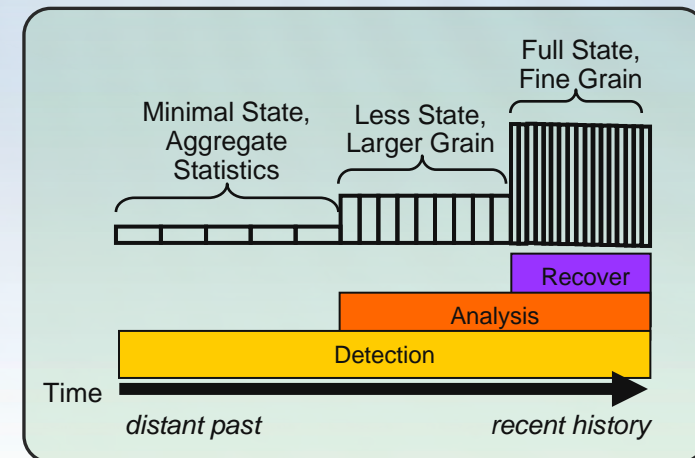 Full State,
Fine Grain
Minimal State,
Aggregate
Statistics
Less State,
Larger Grain
Recover
Analysis
Detection
Time
distant past
recent history